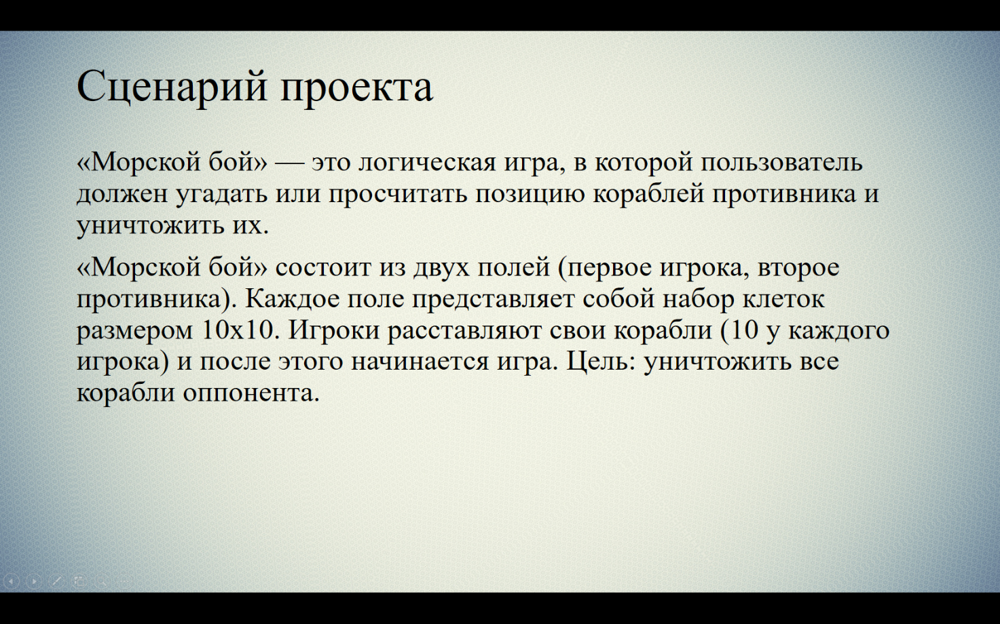 Сценарий проекта
«Морской бой» — это логическая игра, в которой пользователь
должен угадать или просчитать позицию кораблей противника и
уничтожить их.
«Морской бой» состоит из двух полей (первое игрока, второе
противника). Каждое поле представляет собой набор клеток
размером 10х10. Игроки расставляют свои корабли (10 у каждого
игрока) и после этого начинается игра. Цель: уничтожить все
корабли оппонента.